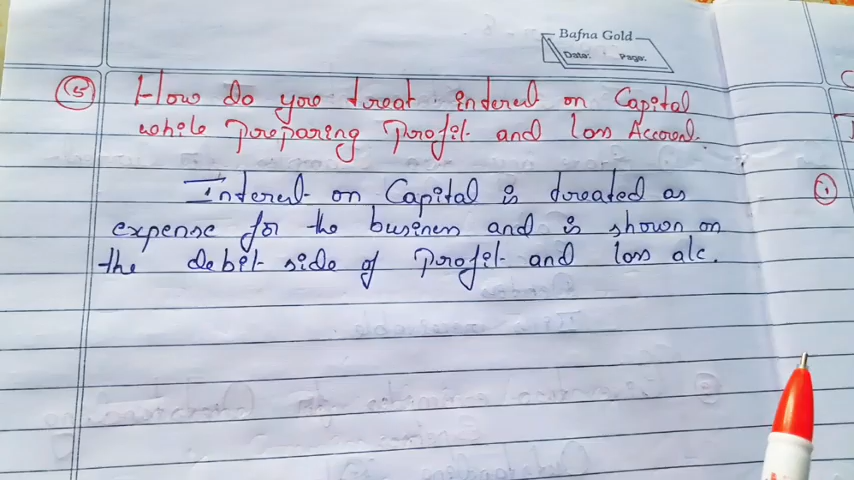 Bafna Gold
Date: Page:
5 How do you treat interest on Capital
while preparing Profit and loss Account.
Interest on Capital is treated as
expense for the business and is shown on
the debit side of Profit and loss a/c.